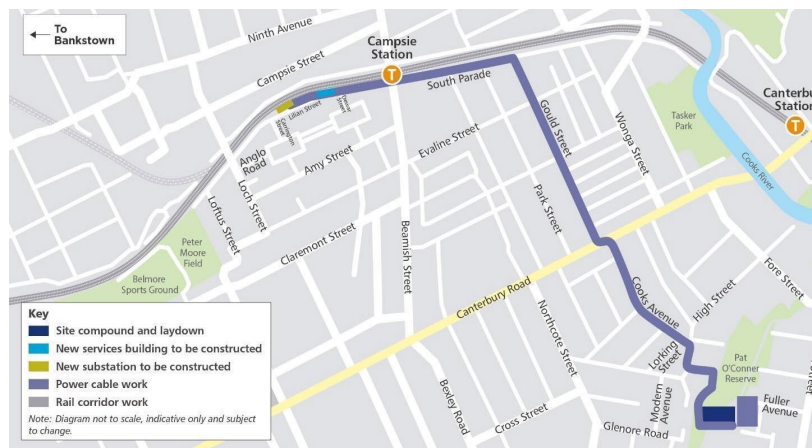 To
Bankstown
Ninth Avenue
Campsie Street
Campsie
Station
T
South Parade
Canterbury
Station
T
Tasker
Park
Cooks River
Lilian Street
Dewar
Street
Carrington
Street
Anglo
Road
Amy Street
Evaline Street
Gould Street
Wonga Street
Loch Street
Loftus Street
Claremont Street
Beamish Street
Park Street
Peter
Moore
Field
Belmore
Sports Ground
Canterbury Road
Cooks Avenue
High Street
Fore Street
Northcote Street
Bexley Road
Cross Street
Lorking
Street
Modern
Avenue
Glenore Road
Pat
O'Conner
Reserve
Fuller
Avenue
Key
Site compound and laydown
New services building to be constructed
New substation to be constructed
Power cable work
Rail corridor work
Note: Diagram not to scale, indicative only and subject
to change.